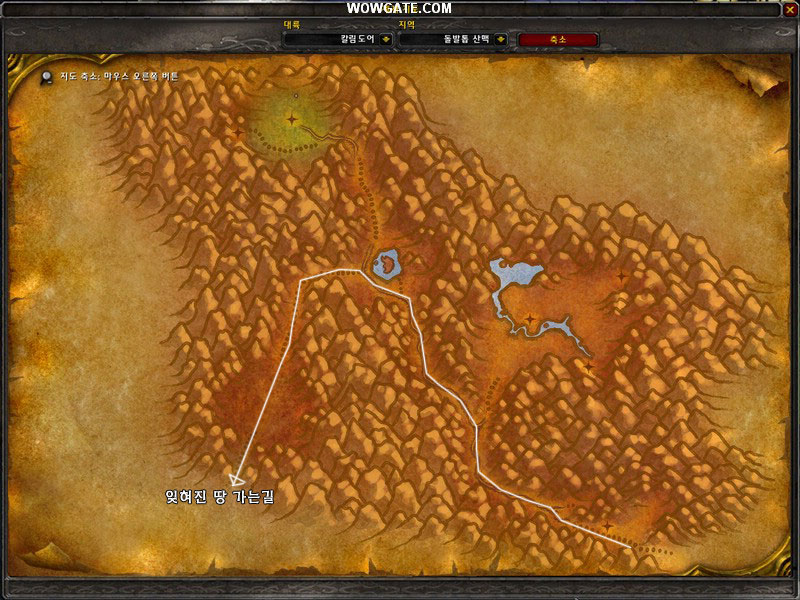 WOWGATE.COM
대륙 지역
칼림도어 돌발톱 산맥 축소
지도 축소: 마우스 오른쪽 버튼
잊혀진 땅 가는길